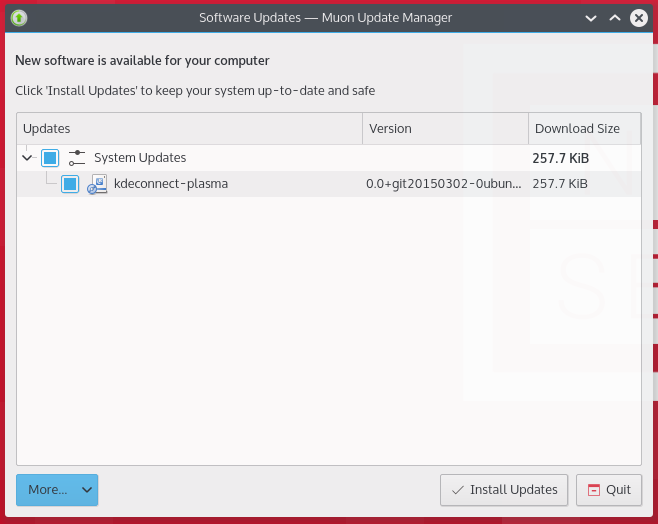 Software Updates — Muon Update Manager
New software is available for your computer
Click 'Install Updates' to keep your system up-to-date and safe
Updates Version Download Size
System Updates 257.7 KiB
kdeconnect-plasma 0.0+git20150302-0ubun... 257.7 KiB
More... Install Updates Quit